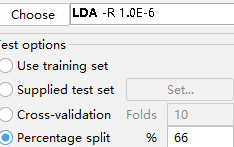 Choose LDA -R 1.0E-6
Test options
Use training set
Supplied test set Set...
Cross-validation Folds 10
Percentage split % 66